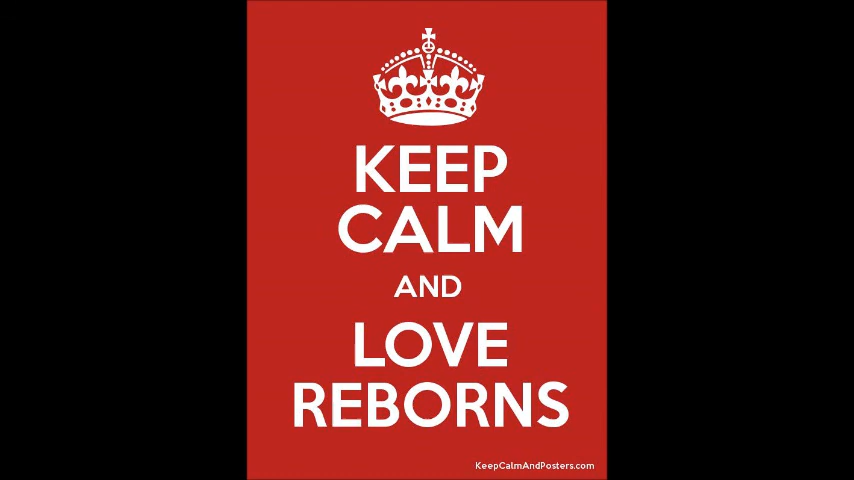 KEEP
CALM
AND
LOVE
REBORNS
KeepCalmAndPosters.com